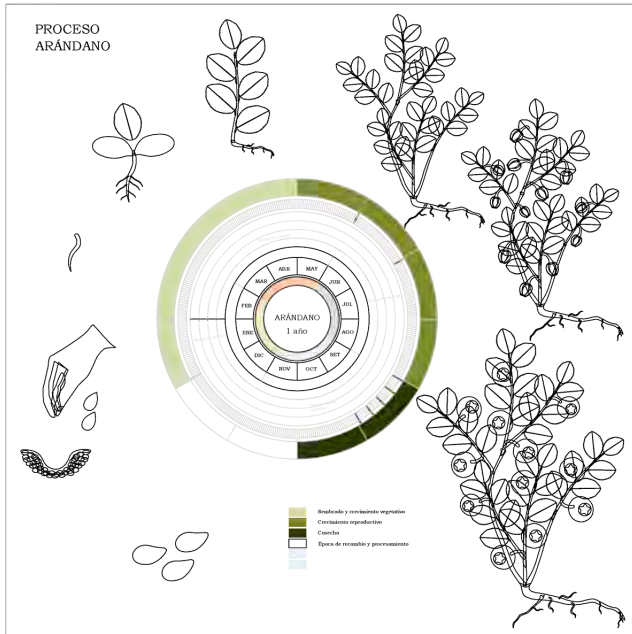 PROCESO
ARÁNDANO
ABR
MAY
MAR
JUN
FEB
JUL
ARÁNDANO
1 año
ENE
AGO
DIC
SET
NOV
OCT
Sembrado y crecimiento vegetativo
Crecimiento reproductivo
Cosecha
Época de recambio y procesamiento